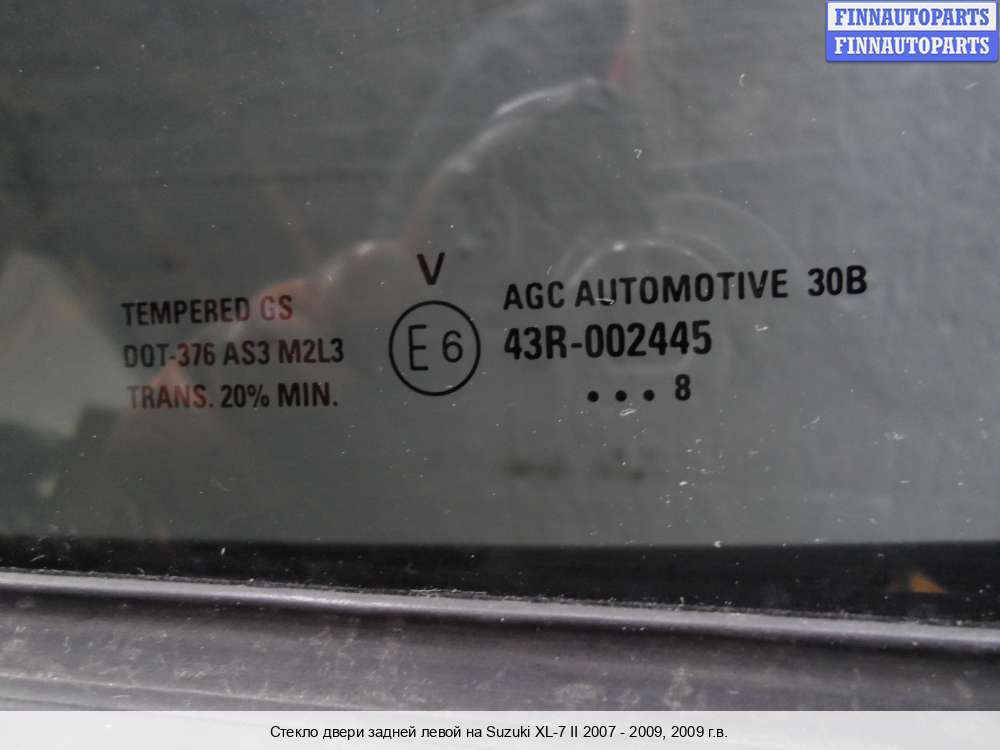 FINNAUTOPARTS
FINNAUTOPARTS
V
TEMPERED GS
DOT-376 AS3 M2L3
TRANS. 20% MIN.
E6
AGC AUTOMOTIVE 30B
43R-002445
• • • 8
Стекло двери задней левой на Suzuki XL-7 II 2007 - 2009, 2009 г.в.